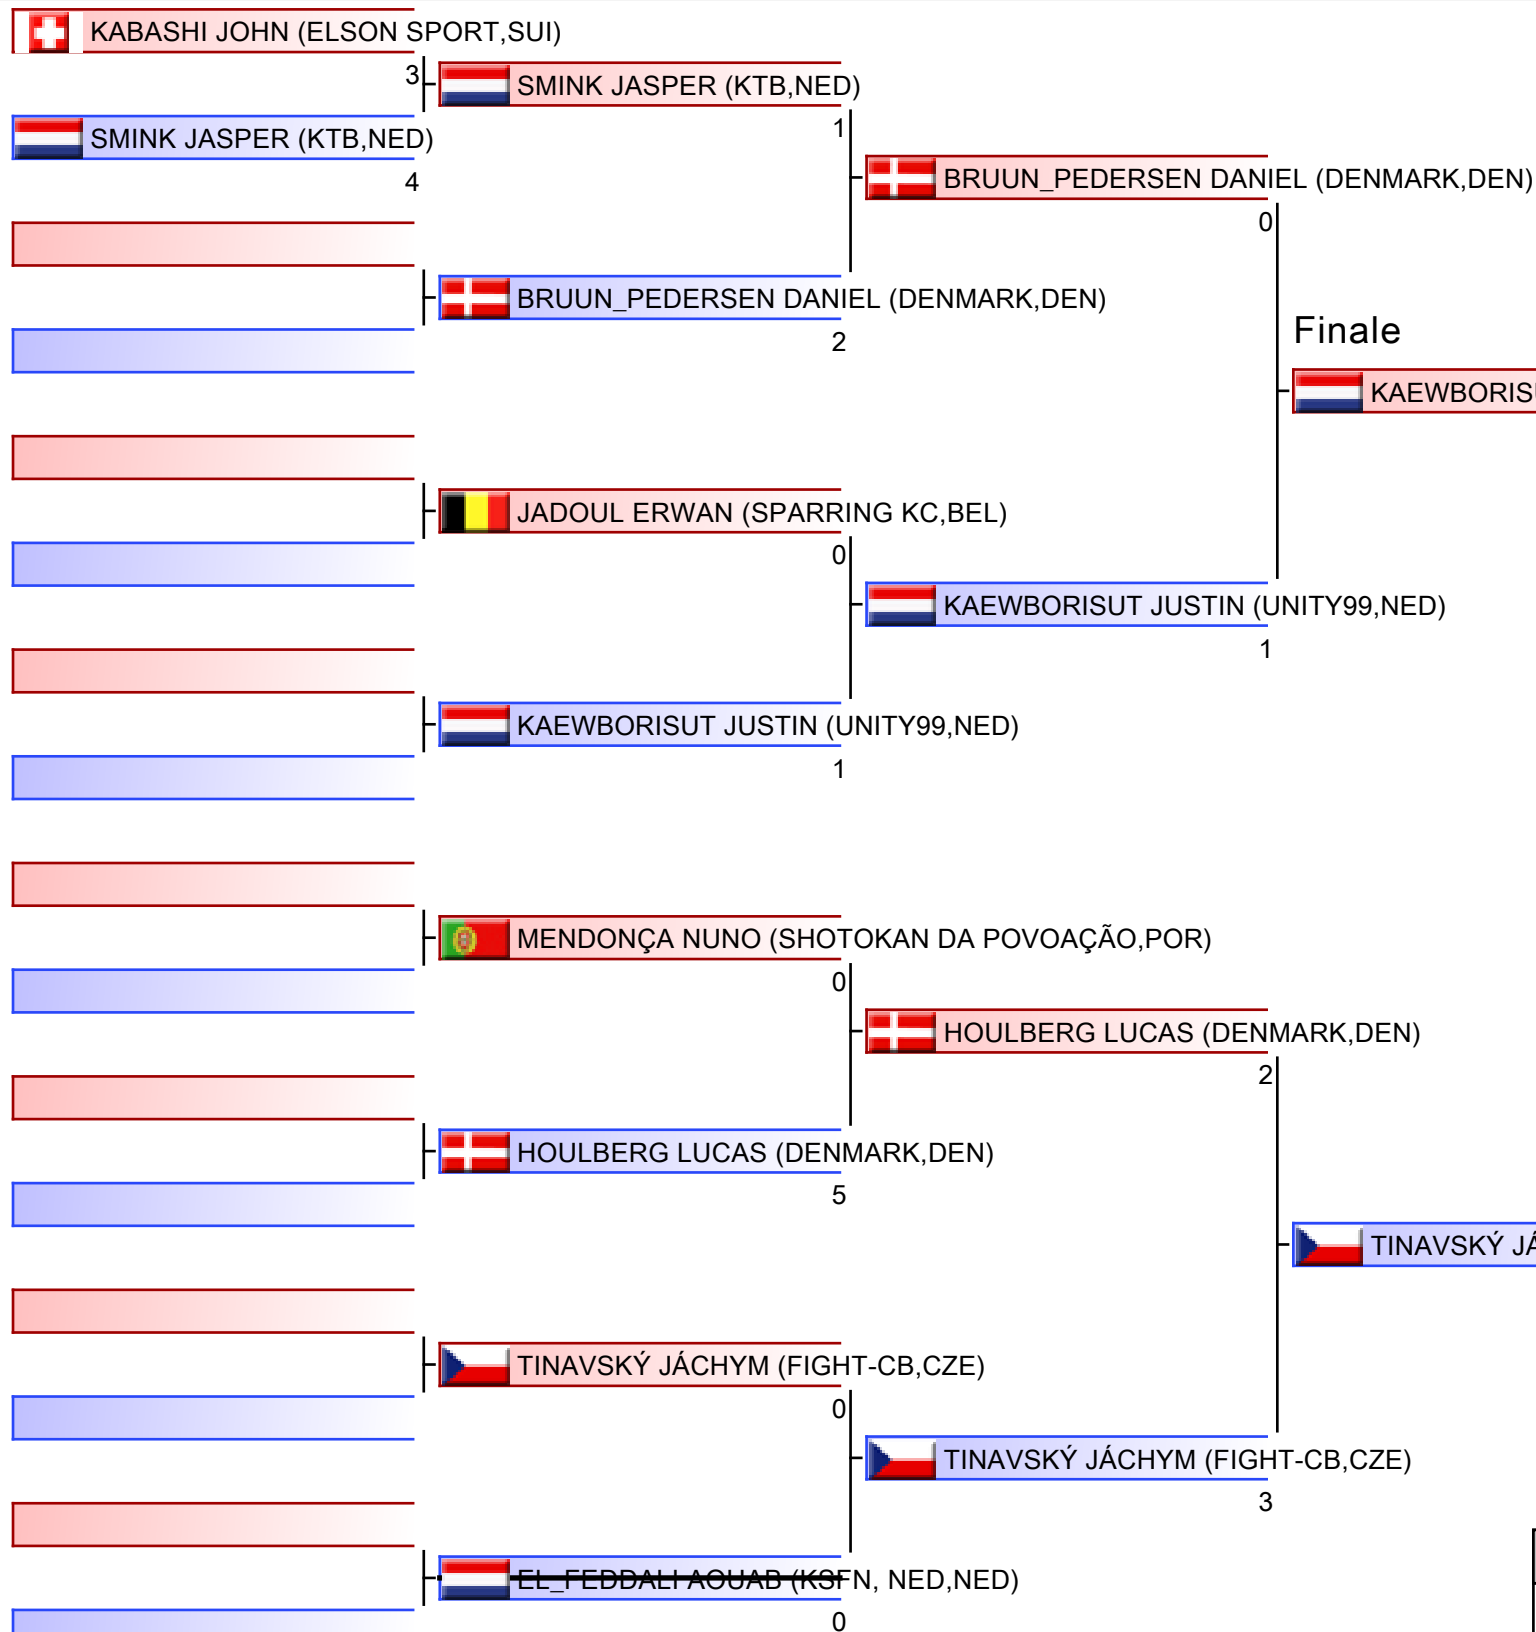 KABASHI JOHN (ELSON SPORT,SUI)
3
SMINK JASPER (KTB,NED)
1
SMINK JASPER (KTB,NED)
4
BRUUN_PEDERSEN DANIEL (DENMARK,DEN)
0
BRUUN_PEDERSEN DANIEL (DENMARK,DEN)
2
Finale
KAEWBORISU
JADOUL ERWAN (SPARRING KC,BEL)
0
KAEWBORISUT JUSTIN (UNITY99,NED)
1
KAEWBORISUT JUSTIN (UNITY99,NED)
1
MENDONÇA NUNO (SHOTOKAN DA POVOAÇÃO,POR)
0
HOULBERG LUCAS (DENMARK,DEN)
2
HOULBERG LUCAS (DENMARK,DEN)
5
TINAVSKÝ JÁ
TINAVSKÝ JÁCHYM (FIGHT-CB,CZE)
0
TINAVSKÝ JÁCHYM (FIGHT-CB,CZE)
3
EL_FEDDALI AOUAB (KSFN, NED,NED)
0